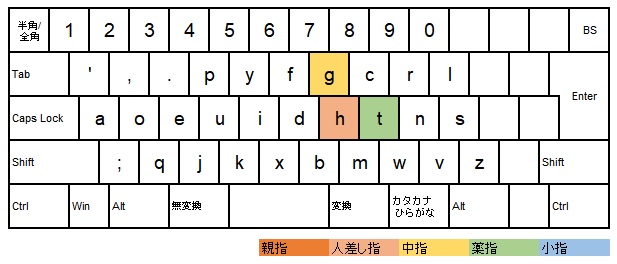 半角/
全角 1 2 3 4 5 6 7 8 9 0 BS
Tab ' , . p y f g c r l Enter
Caps Lock a o e u i d h t n s
Shift ; q j k x b m w v z Shift
Ctrl Win Alt 無変換 変換 カタカナ
ひらがな Alt Ctrl
親指 人差し指 中指 薬指 小指